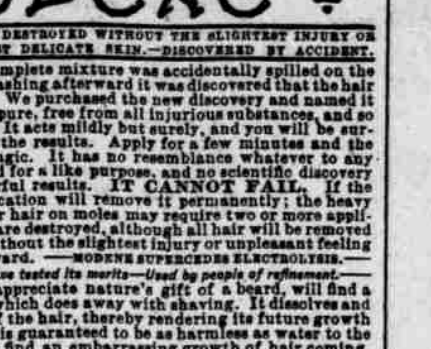 DESTROYED WITHOUT THE SLIGHTEST INJURY OR
DELICATE SKIN.—DISCOVERED BY ACCIDENT.
mplete mixture was accidentally spilled on the
ashing afterward it was discovered that the hair
We purchased the new discovery and named it
pure, free from all injurious substances, and so
It acts mildly but surely, and you will be sur-
the results. Apply for a few minutes and the
agic. It has no resemblance whatever to any
d for a like purpose, and no scientific discovery
rful results. IT CANNOT FAIL. If the
cation will remove it permanently; the heavy
r hair on moles may require two or more appli-
are destroyed, although all hair will be removed
thout the slightest injury or unpleasant feeling
ward. —MODENE SUPERCEDES ELECTROLYSIS.—
ve tested its merits—Used by people of refinement.—
appreciate nature's gift of a beard, will find a
which does away with shaving. It dissolves and
f the hair, thereby rendering its future growth
is guaranteed to be as harmless as water to the
find an embarrassing growth of hair coming